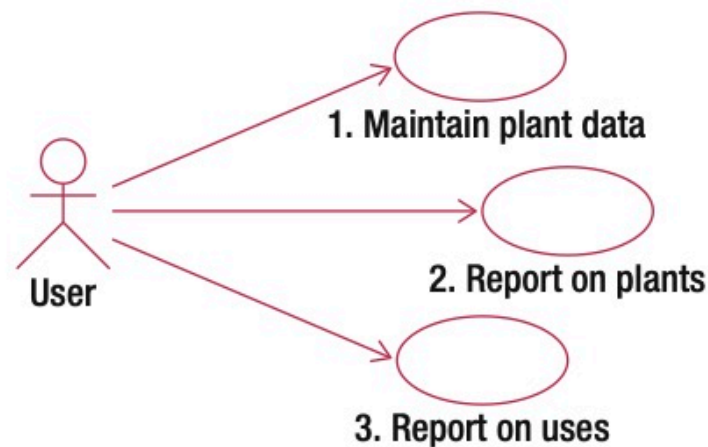 1. Maintain plant data
User
2. Report on plants
3. Report on uses